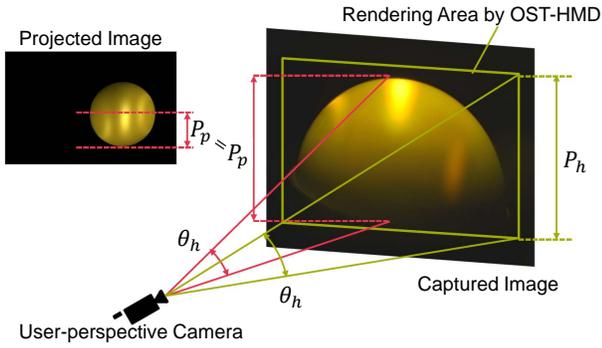 Rendering Area by OST-HMD
Projected Image
P_p = P_p
P_h
θ_h
θ_h
Captured Image
User-perspective Camera